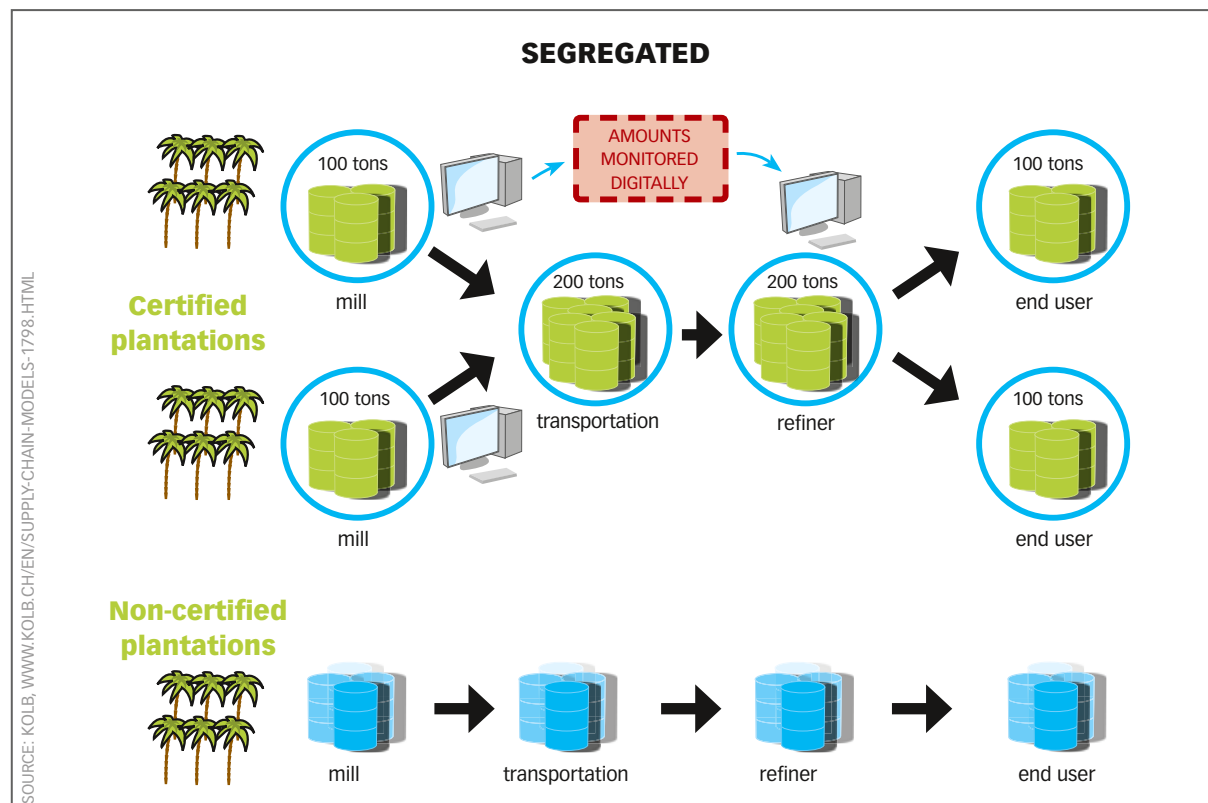 SEGREGATED
AMOUNTS
MONITORED
DIGITALLY
100 tons
mill
100 tons
end user
Certified
plantations
200 tons
transportation
200 tons
refiner
100 tons
mill
100 tons
end user
Non-certified
plantations
mill
transportation
refiner
end user
SOURCE: KOLB, WWW.KOLB.CH/EN/SUPPLY-CHAIN-MODELS-1798.HTML